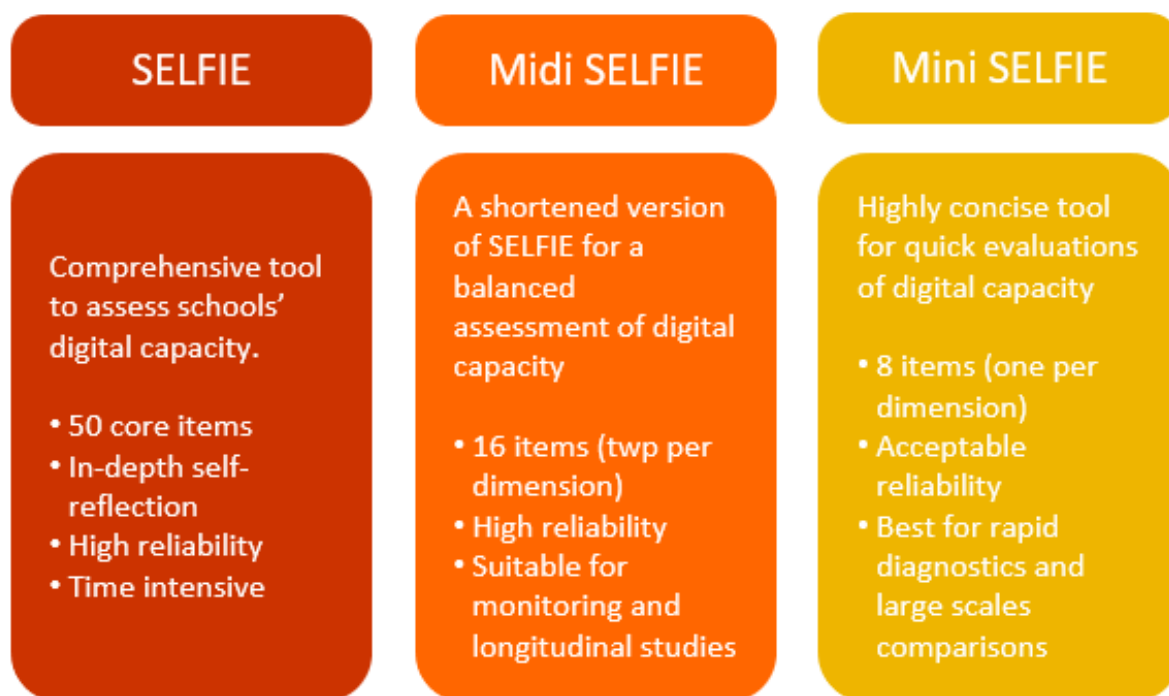 SELFIE
Comprehensive tool
to assess schools’
digital capacity.
• 50 core items
• In-depth self-
reflection
• High reliability
• Time intensive
Midi SELFIE
A shortened version
of SELFIE for a
balanced
assessment of digital
capacity
• 16 items (twp per
dimension)
• High reliability
• Suitable for
monitoring and
longitudinal studies
Mini SELFIE
Highly concise tool
for quick evaluations
of digital capacity
• 8 items (one per
dimension)
• Acceptable
reliability
• Best for rapid
diagnostics and
large scales
comparisons